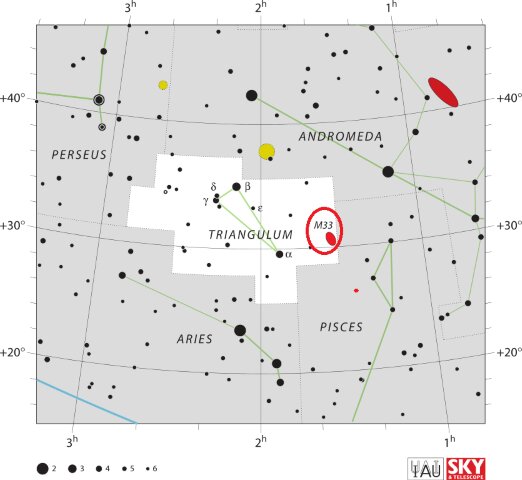 3h 2h 1h
+40° +40°
ANDROMEDA
PERSEUS
δ β
γ ε
M33
+30° TRIANGULUM +30°
α
PISCES
ARIES
+20° +20°
3h 2h 1h
2 3 4 5 6
IAU SKY
& TELESCOPE